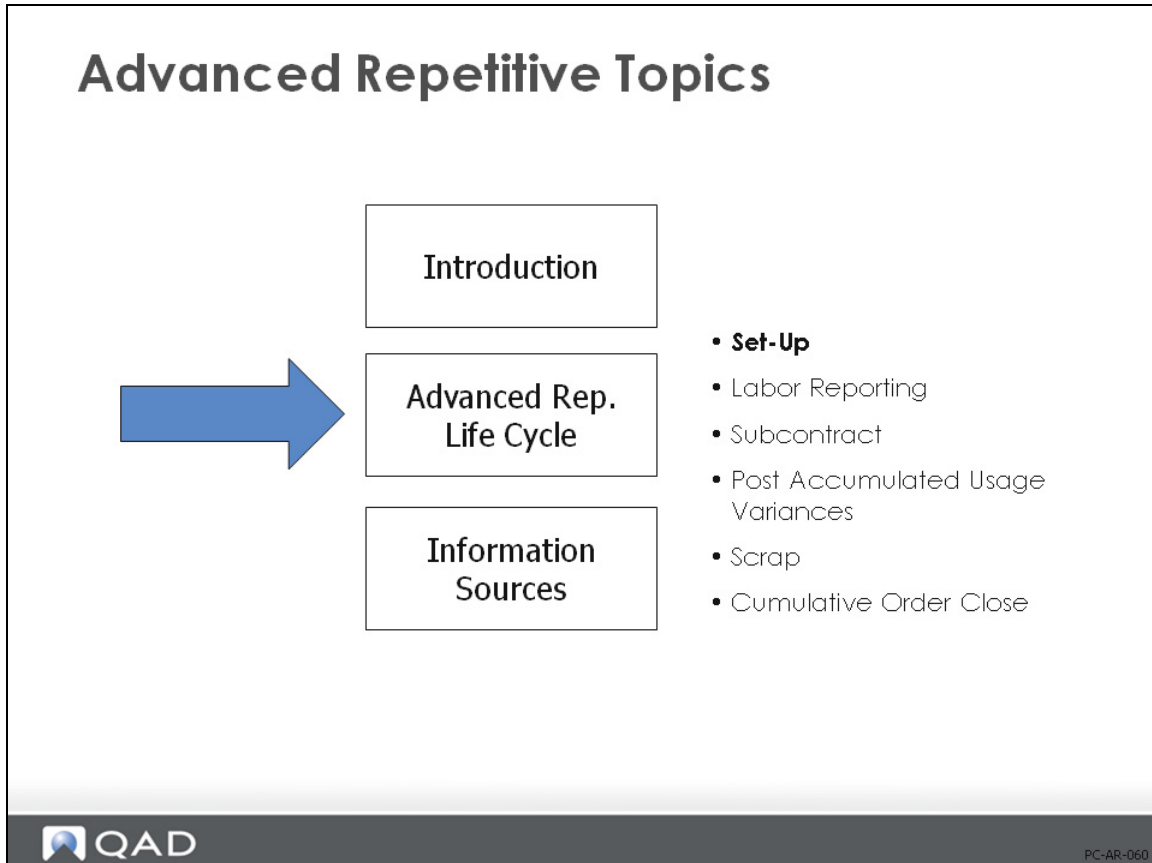 Advanced Repetitive Topics
Introduction
Advanced Rep.
Life Cycle
Information
Sources
• Set-Up
• Labor Reporting
• Subcontract
• Post Accumulated Usage
Variances
• Scrap
• Cumulative Order Close
QAD
PC-AR-060